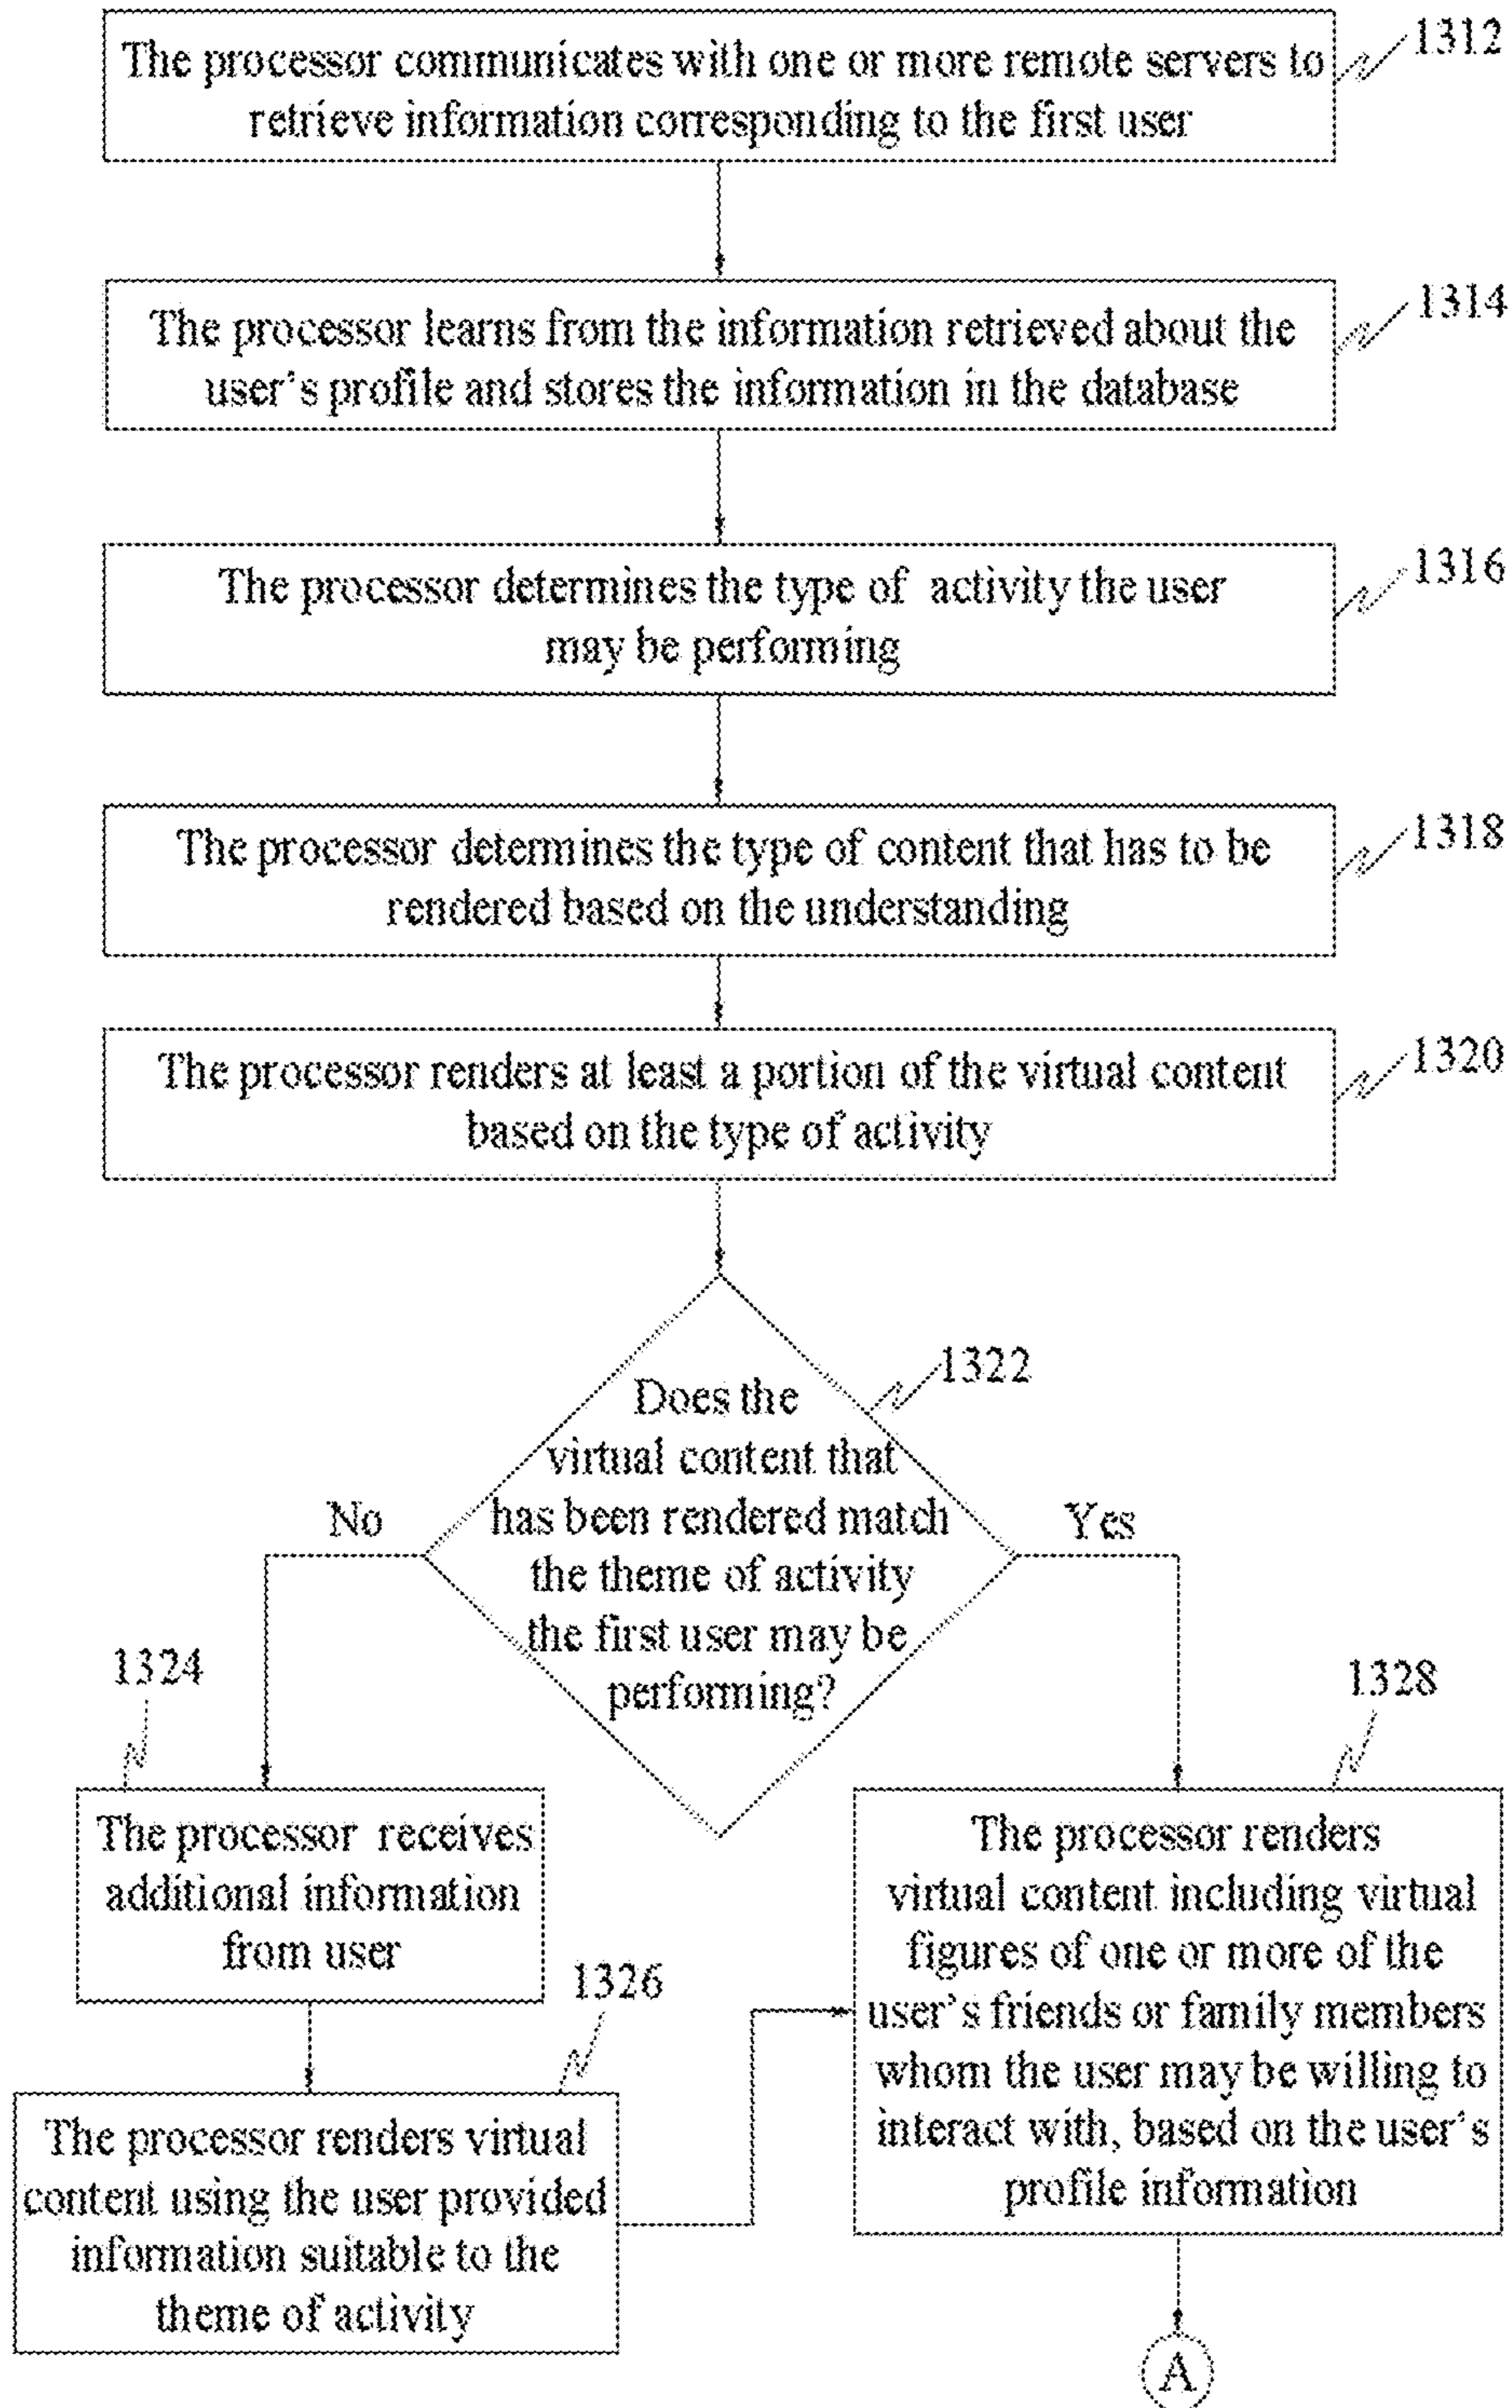 The processor communicates with one or more remote servers to
retrieve information corresponding to the first user
1312
The processor learns from the information retrieved about the
user's profile and stores the information in the database
1314
The processor determines the type of activity the user
may be performing
1316
The processor determines the type of content that has to be
rendered based on the understanding
1318
The processor renders at least a portion of the virtual content
based on the type of activity
1320
1322
Does the
virtual content that
has been rendered match
the theme of activity
the first user may be
performing?
No
Yes
1324
The processor receives
additional information
from user
1326
The processor renders virtual
content using the user provided
information suitable to the
theme of activity
1328
The processor renders
virtual content including virtual
figures of one or more of the
user's friends or family members
whom the user may be willing to
interact with, based on the user's
profile information
A